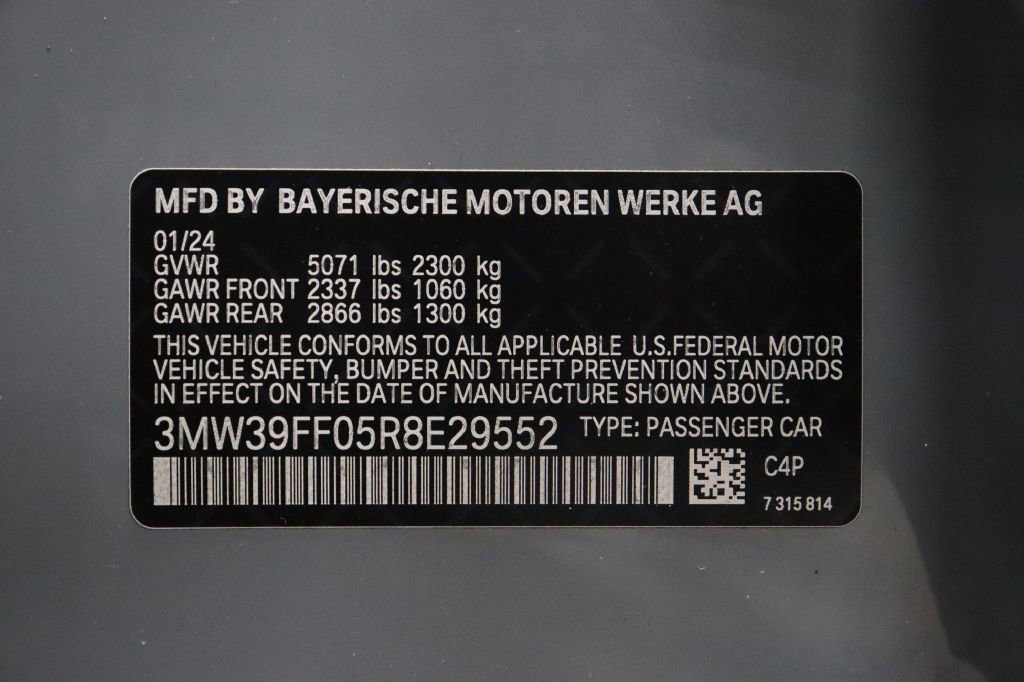 MFD BY BAYERISCHE MOTOREN WERKE AG
01/24
GVWR 5071 lbs 2300 kg
GAWR FRONT 2337 lbs 1060 kg
GAWR REAR 2866 lbs 1300 kg
THIS VEHICLE CONFORMS TO ALL APPLICABLE U.S.FEDERAL MOTOR
VEHICLE SAFETY, BUMPER AND THEFT PREVENTION STANDARDS
IN EFFECT ON THE DATE OF MANUFACTURE SHOWN ABOVE.
3MW39FF05R8E29552 TYPE: PASSENGER CAR
C4P
7 315 814